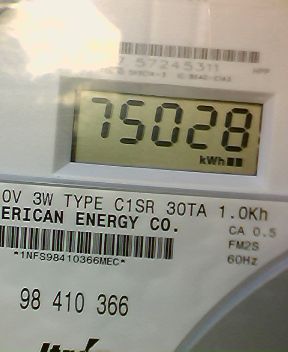 57245311
75028
kWh
0V 3W TYPE C1SR 30TA 1.0Kh
ERICAN ENERGY CO.
CA 0.5
FM2S
60Hz
*1NFS98410366MEC*
98 410 366